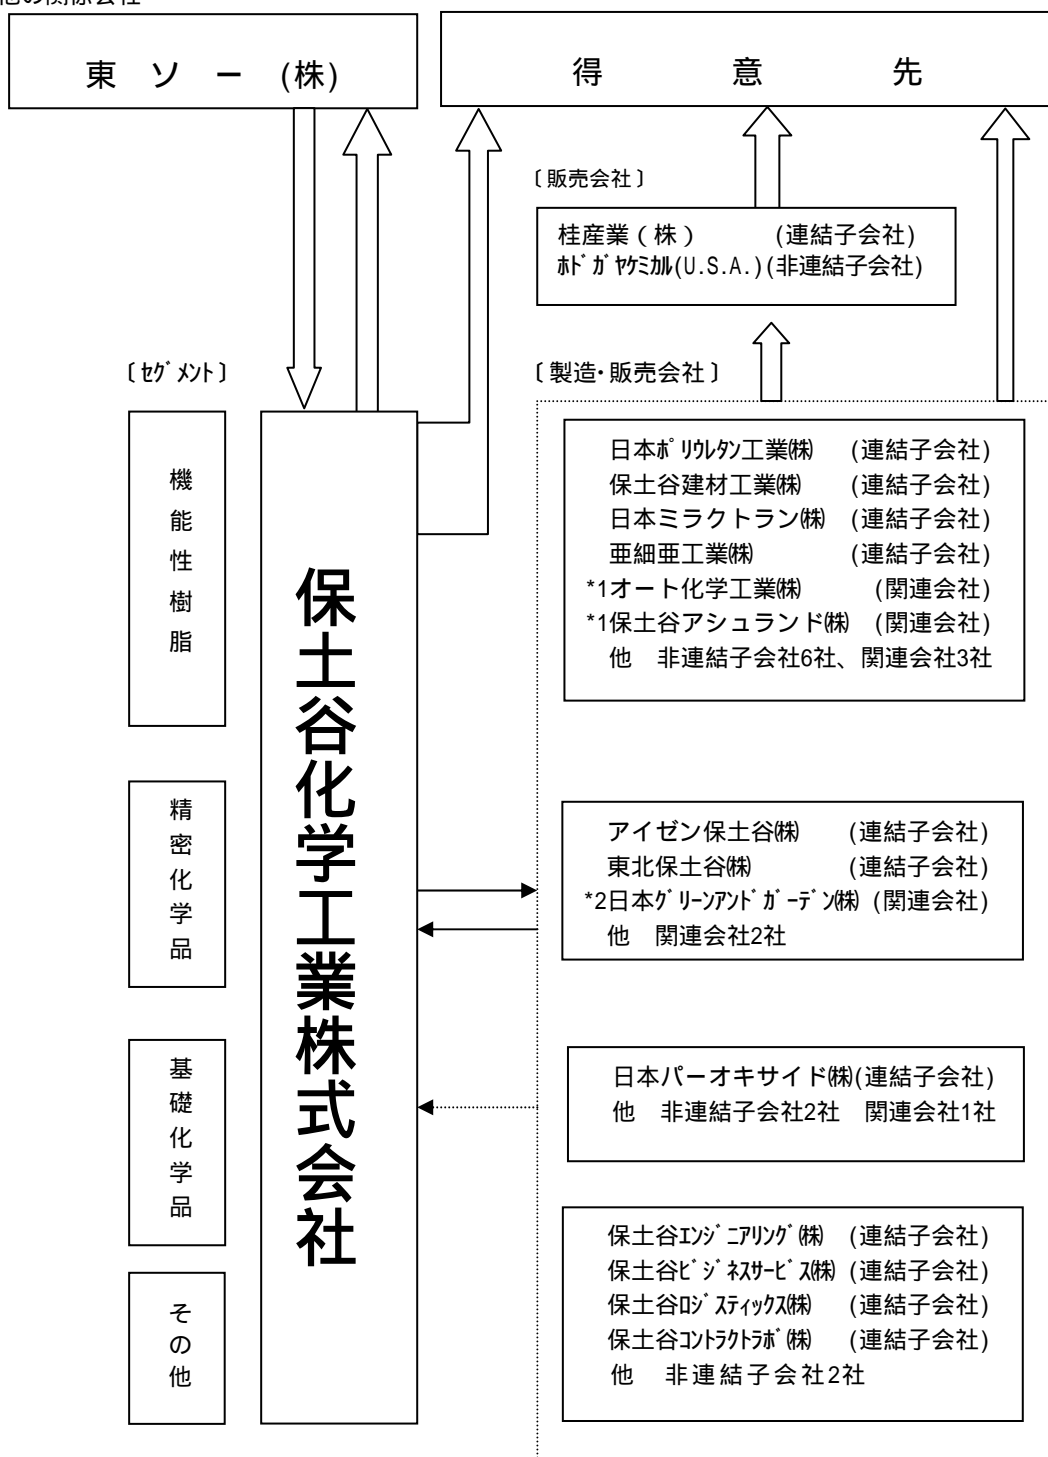 他の関係会社
東 ソ ー (株)
得 意 先
〔販売会社〕
桂産業(株) (連結子会社)
ﾎﾄﾞｶﾞﾔｹﾐｶﾙ(U.S.A.)(非連結子会社)
〔ｾｸﾞﾒﾝﾄ〕
〔製造・販売会社〕
機能性樹脂
保土谷化学工業株式会社
日本ﾎﾟﾘｳﾚﾀﾝ工業㈱ (連結子会社)
保土谷建材工業㈱ (連結子会社)
日本ミラクトラン㈱ (連結子会社)
亜細亜工業㈱ (連結子会社)
*1オート化学工業㈱ (関連会社)
*1保土谷アシュランド㈱ (関連会社)
他 非連結子会社6社、関連会社3社
精密化学品
アイゼン保土谷㈱ (連結子会社)
東北保土谷㈱ (連結子会社)
*2日本ｸﾞﾘｰﾝｱﾝﾄﾞｶﾞｰﾃﾞﾝ㈱ (関連会社)
他 関連会社2社
基礎化学品
日本パーオキサイド㈱(連結子会社)
他 非連結子会社2社 関連会社1社
その他
保土谷ｴﾝｼﾞﾆｱﾘﾝｸﾞ㈱ (連結子会社)
保土谷ﾋﾞｼﾞﾈｽｻｰﾋﾞｽ㈱ (連結子会社)
保土谷ﾛｼﾞｽﾃｨｯｸｽ㈱ (連結子会社)
保土谷ｺﾝﾄﾗｸﾄﾗﾎﾞ㈱ (連結子会社)
他 非連結子会社2社